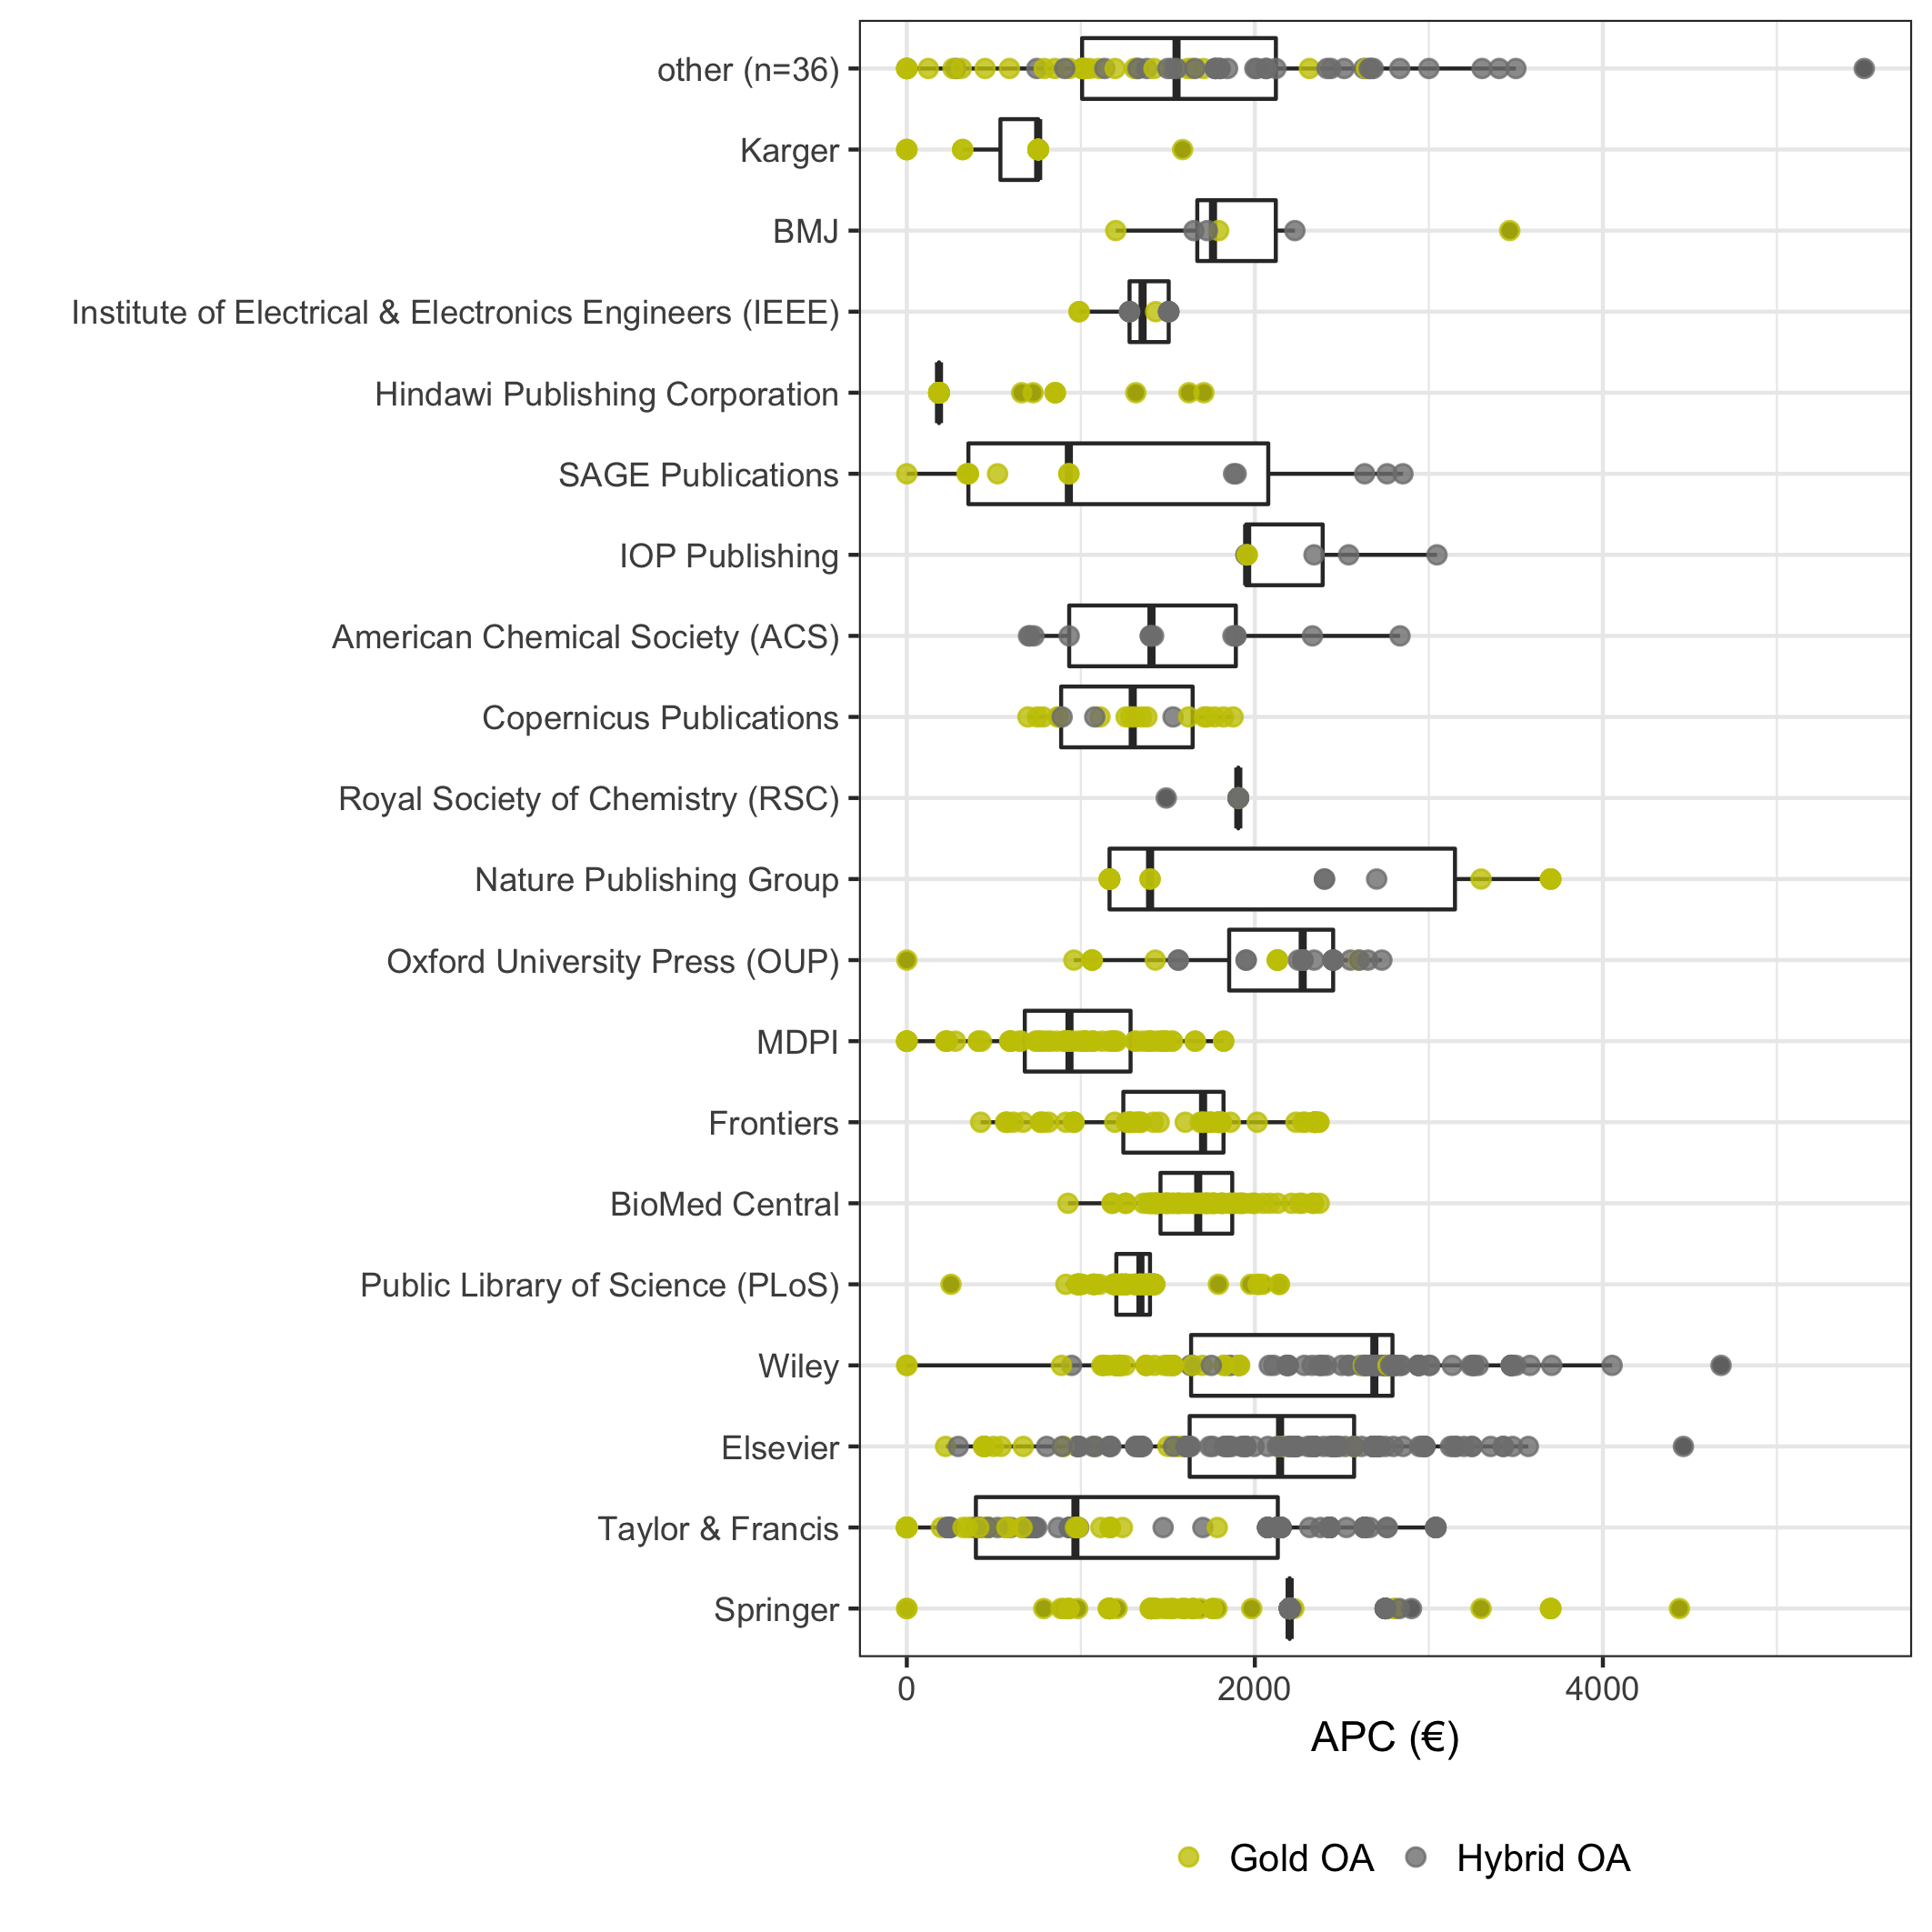 other (n=36)
Karger
BMJ
Institute of Electrical & Electronics Engineers (IEEE)
Hindawi Publishing Corporation
SAGE Publications
IOP Publishing
American Chemical Society (ACS)
Copernicus Publications
Royal Society of Chemistry (RSC)
Nature Publishing Group
Oxford University Press (OUP)
MDPI
Frontiers
BioMed Central
Public Library of Science (PLoS)
Wiley
Elsevier
Taylor & Francis
Springer
0 2000 4000
APC (€)
Gold OA Hybrid OA